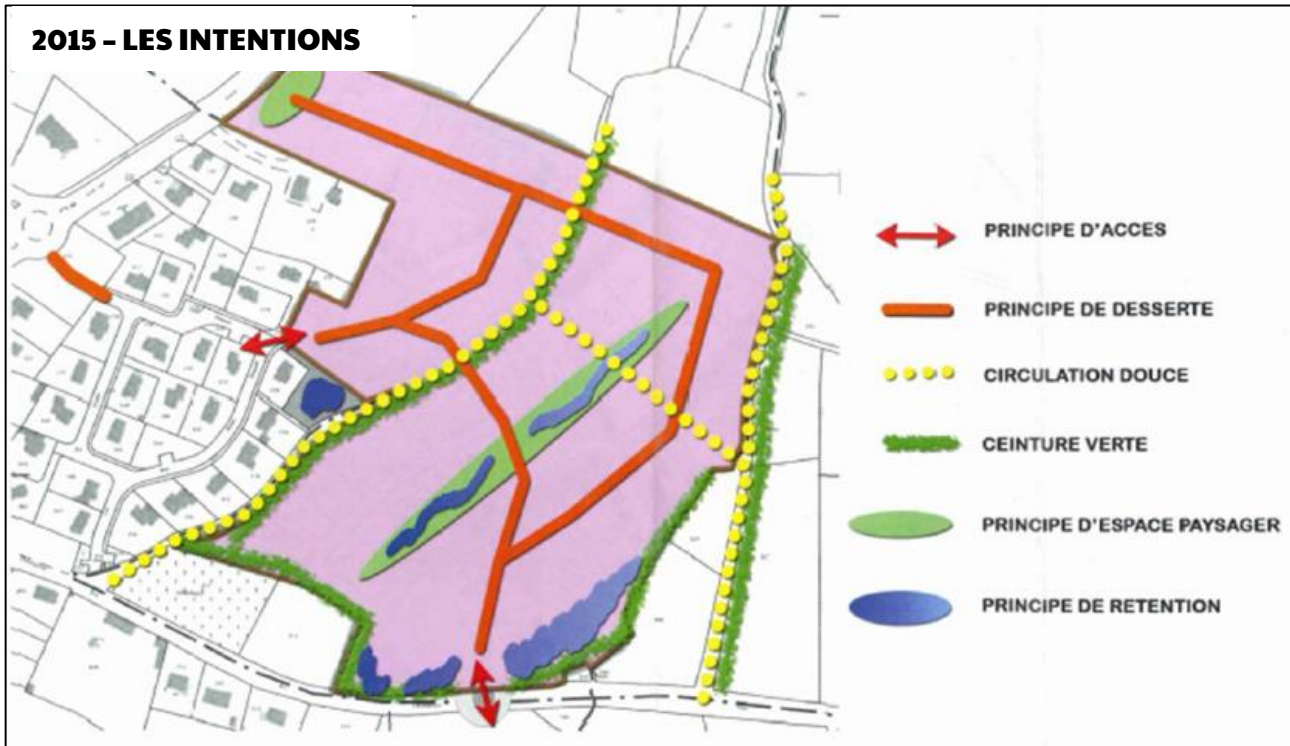 2015 – LES INTENTIONS
PRINCIPE D'ACCES
PRINCIPE DE DESSERTE
CIRCULATION DOUCE
CEINTURE VERTE
PRINCIPE D'ESPACE PAYSAGER
PRINCIPE DE RETENTION